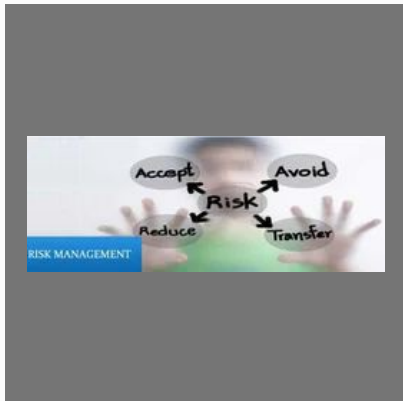 Accept
Avoid
Risk
Reduce
Transfer
RISK MANAGEMENT